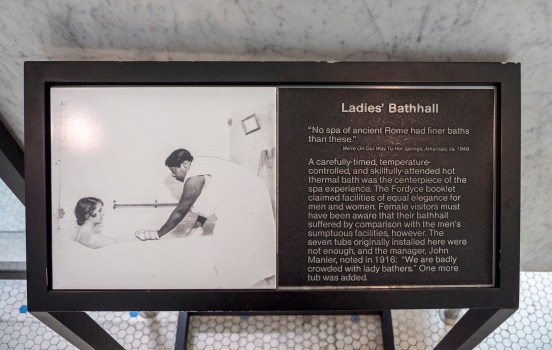 Ladies' Bathhall
"No spa of ancient Rome had finer baths
than these."
We're On Our Way To Hot Springs, Arkansas, ca. 1940
A carefully-timed, temperature-
controlled, and skillfully-attended hot
thermal bath was the centerpiece of the
spa experience. The Fordyce booklet
claimed facilities of equal elegance for
men and women. Female visitors must
have been aware that their bathhall
suffered by comparison with the men's
sumptuous facilities, however. The
seven tubs originally installed here were
not enough, and the manager, John
Manier, noted in 1916: "We are badly
crowded with lady bathers." One more
tub was added.